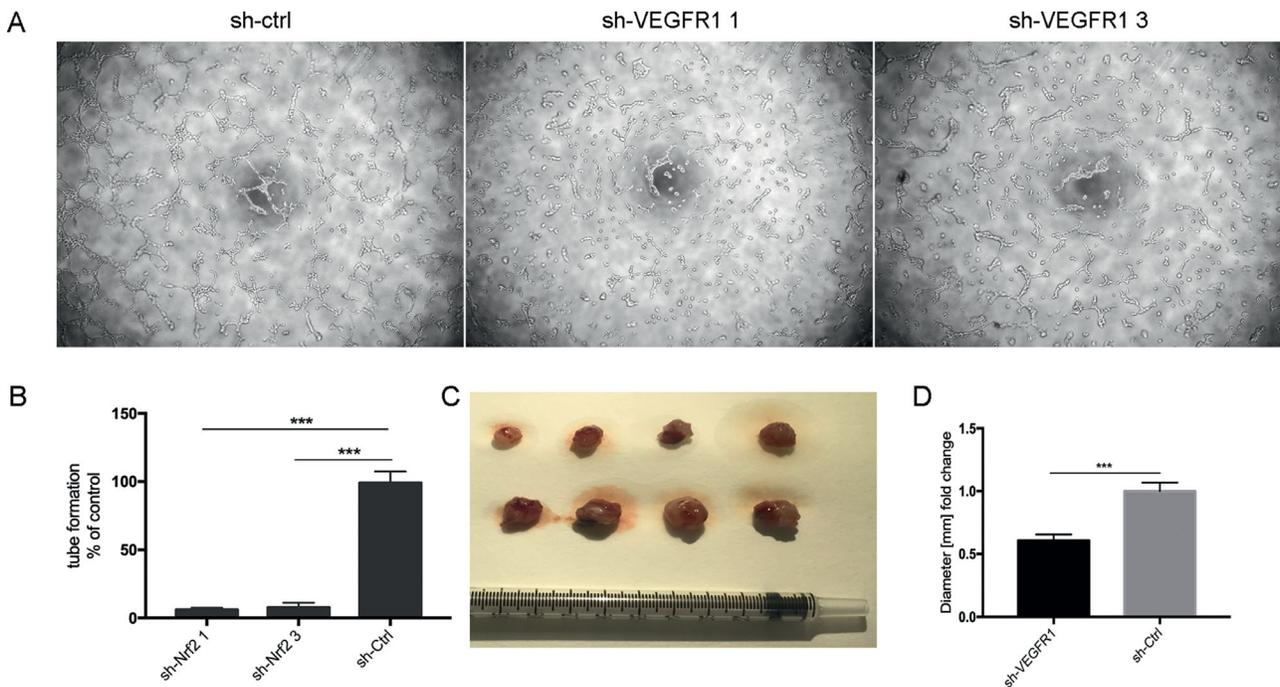 A
sh-ctrl
sh-VEGFR1 1
sh-VEGFR1 3
B
tube formation
% of control
150
100
50
0
***
***
sh-Nrf2 1
sh-Nrf2 3
sh-Ctrl
C
D
Diameter [mm] fold change
1.5
1.0
0.5
0.0
***
sh-VEGFR1
sh-Ctrl